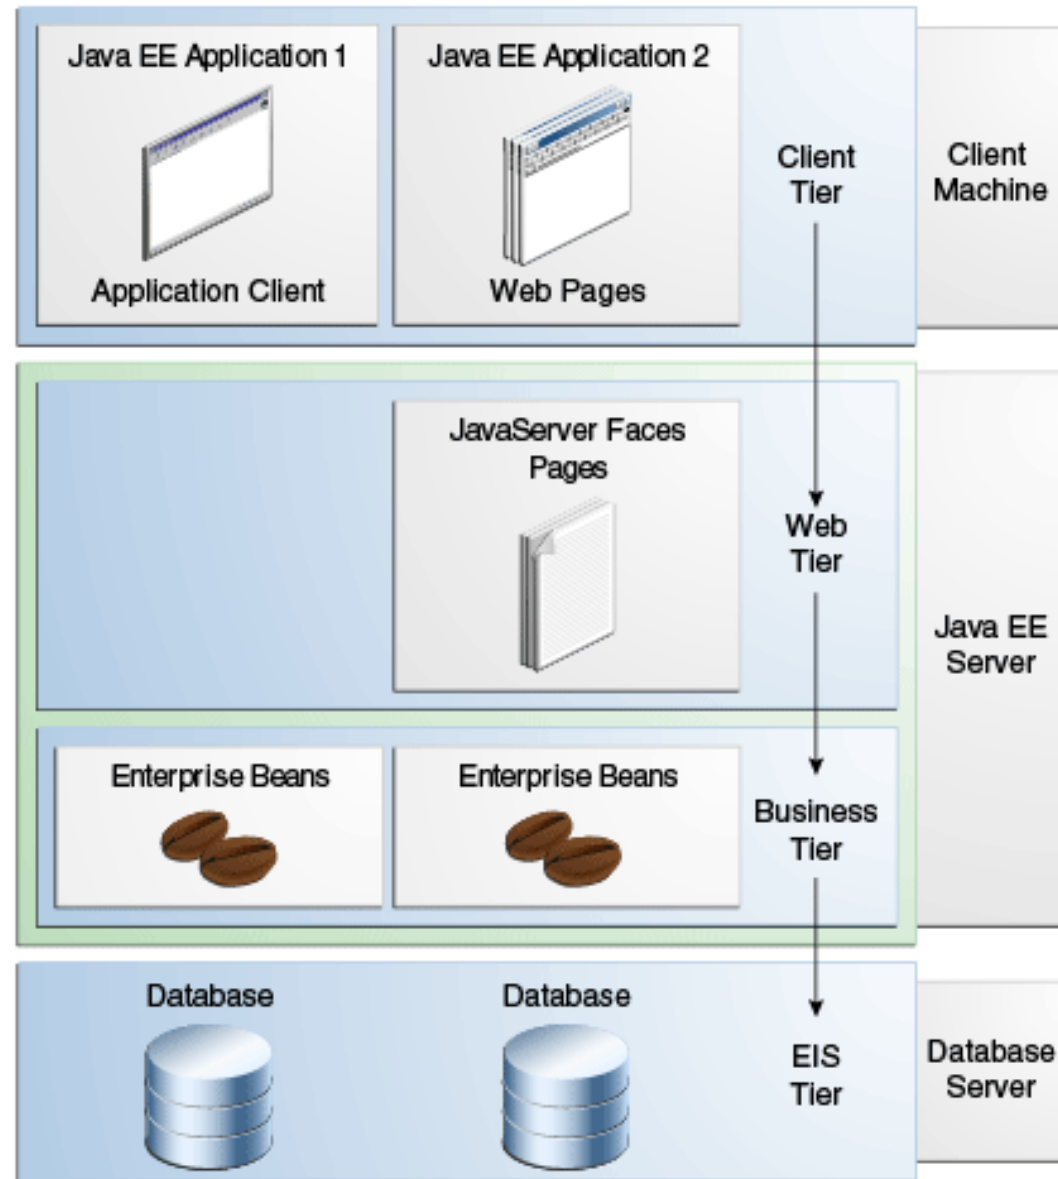 Java EE Application 1
Application Client
Java EE Application 2
Web Pages
Client
Tier
Client
Machine
JavaServer Faces
Pages
Web
Tier
Java EE
Server
Enterprise Beans
Enterprise Beans
Business
Tier
Database
Database
EIS
Tier
Database
Server